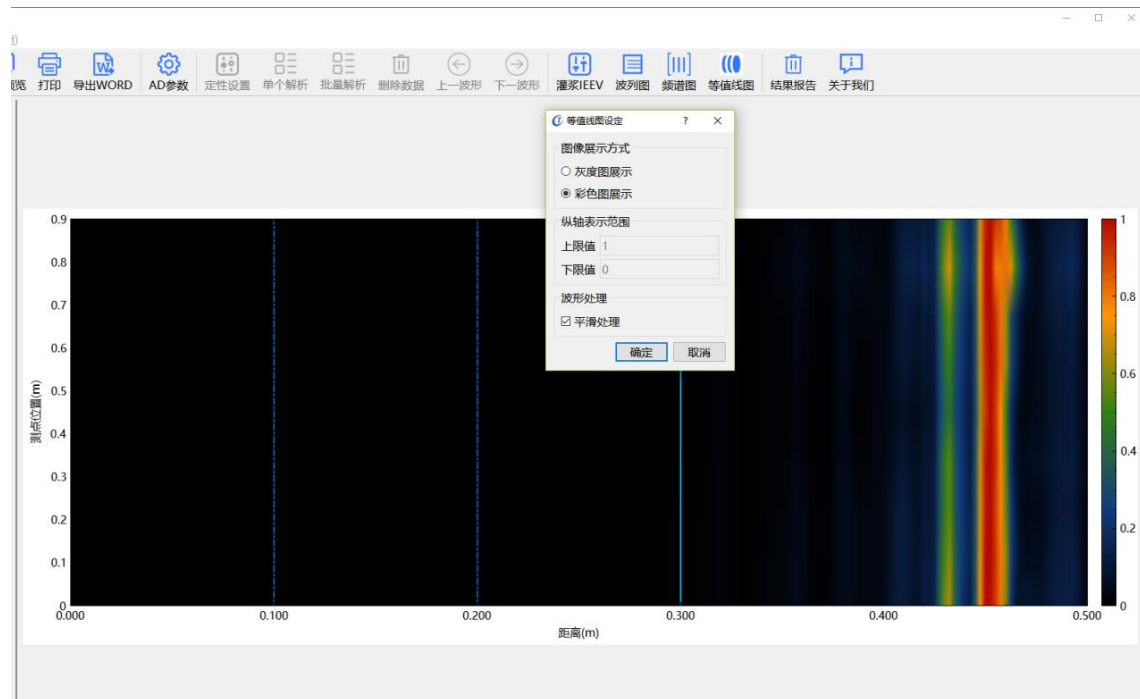 览 打印 导出WORD AD参数 定性设置 单个解析 批量解析 删除数据 上一波形 下一波形 灌浆IEEV 波列图 频谱图 等值线图 结果报告 关于我们
等值线图设定 ? ×
图像展示方式
灰度图展示
彩色图展示
纵轴表示范围
上限值 1
下限值 0
波形处理
平滑处理
确定 取消
测点位置(m)
0.9
0.8
0.7
0.6
0.5
0.4
0.3
0.2
0.1
0
0.000 0.100 0.200 0.300 0.400 0.500
距离(m)
1
0.8
0.6
0.4
0.2
0